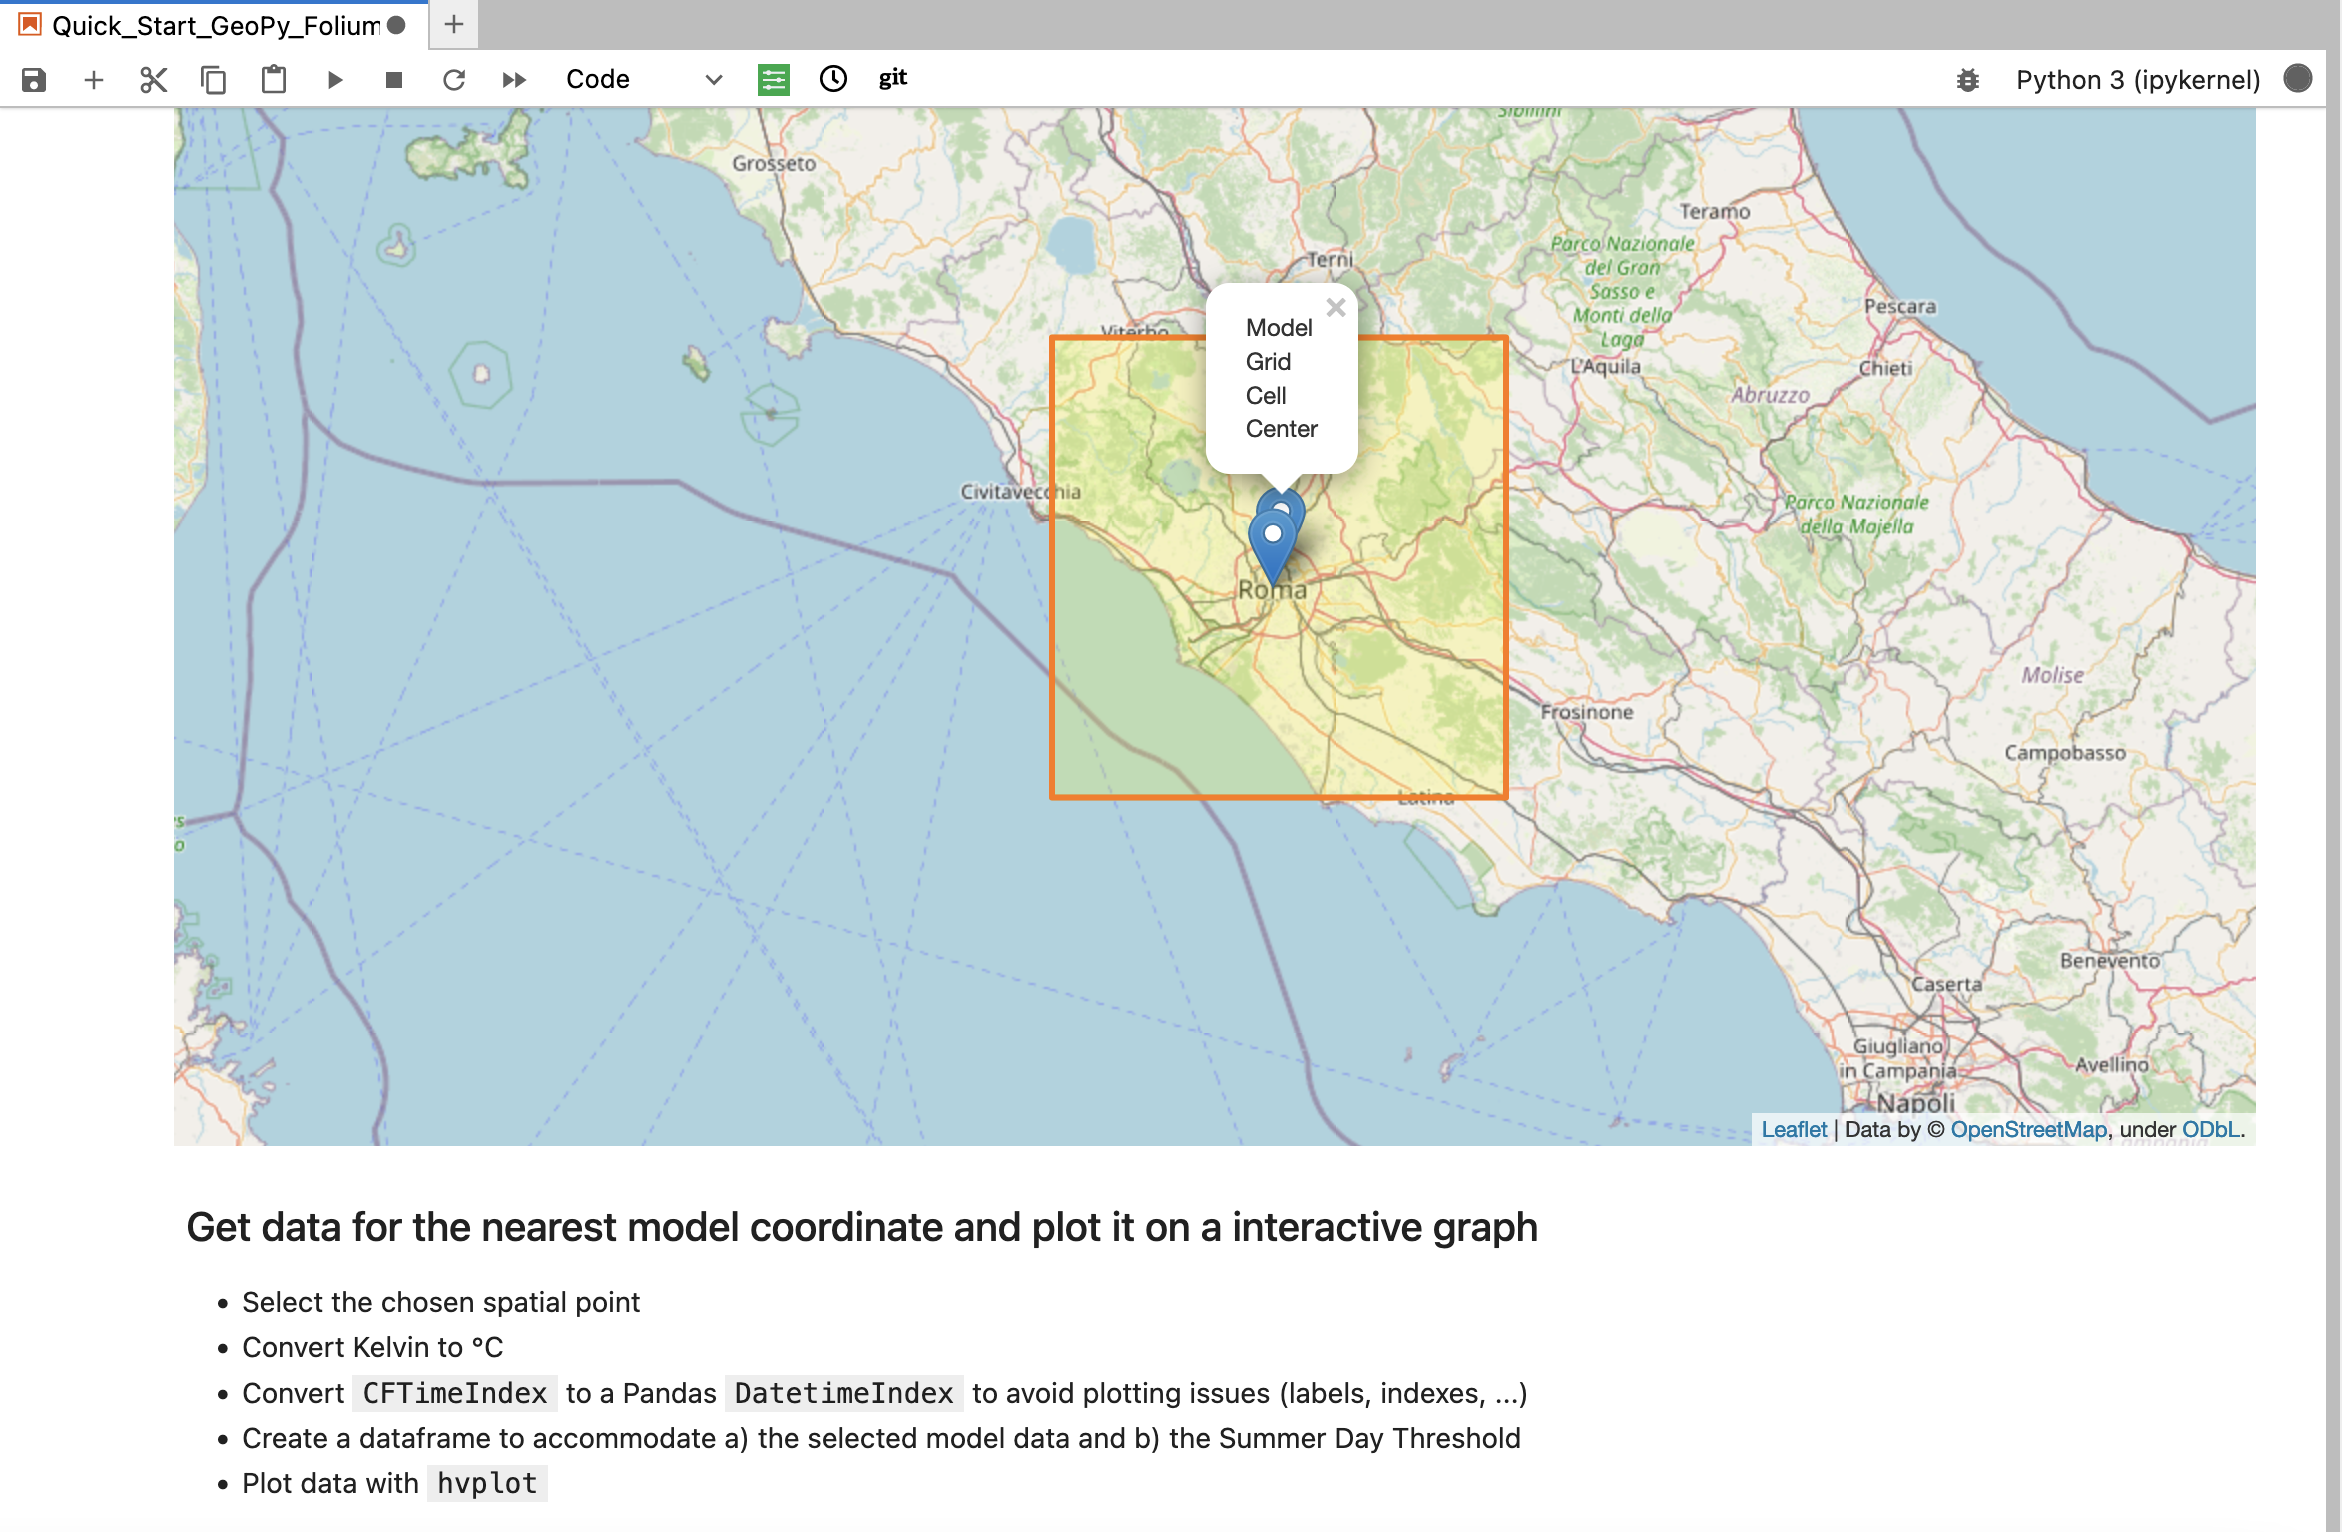 Quick_Start_GeoPy_Folium
Code
git
Python 3 (ipykernel)
Sibillini
Grosseto
Teramo
Parco Nazionale
del Gran
Sasso e
Monti della
Laga
Terni
Pescara
Viterbo
Model
Grid
Cell
Center
L'Aquila
Chieti
Abruzzo
Civitavecchia
Parco Nazionale
della Majella
Roma
Molise
Frosinone
Campobasso
Latina
Benevento
Caserta
Giugliano
in Campania
Avellino
Napoli
Campania
Leaflet | Data by © OpenStreetMap, under ODbL.
Get data for the nearest model coordinate and plot it on a interactive graph
• Select the chosen spatial point
• Convert Kelvin to °C
• Convert CFTimeIndex to a Pandas DatetimeIndex to avoid plotting issues (labels, indexes, ...)
• Create a dataframe to accommodate a) the selected model data and b) the Summer Day Threshold
• Plot data with hvplot